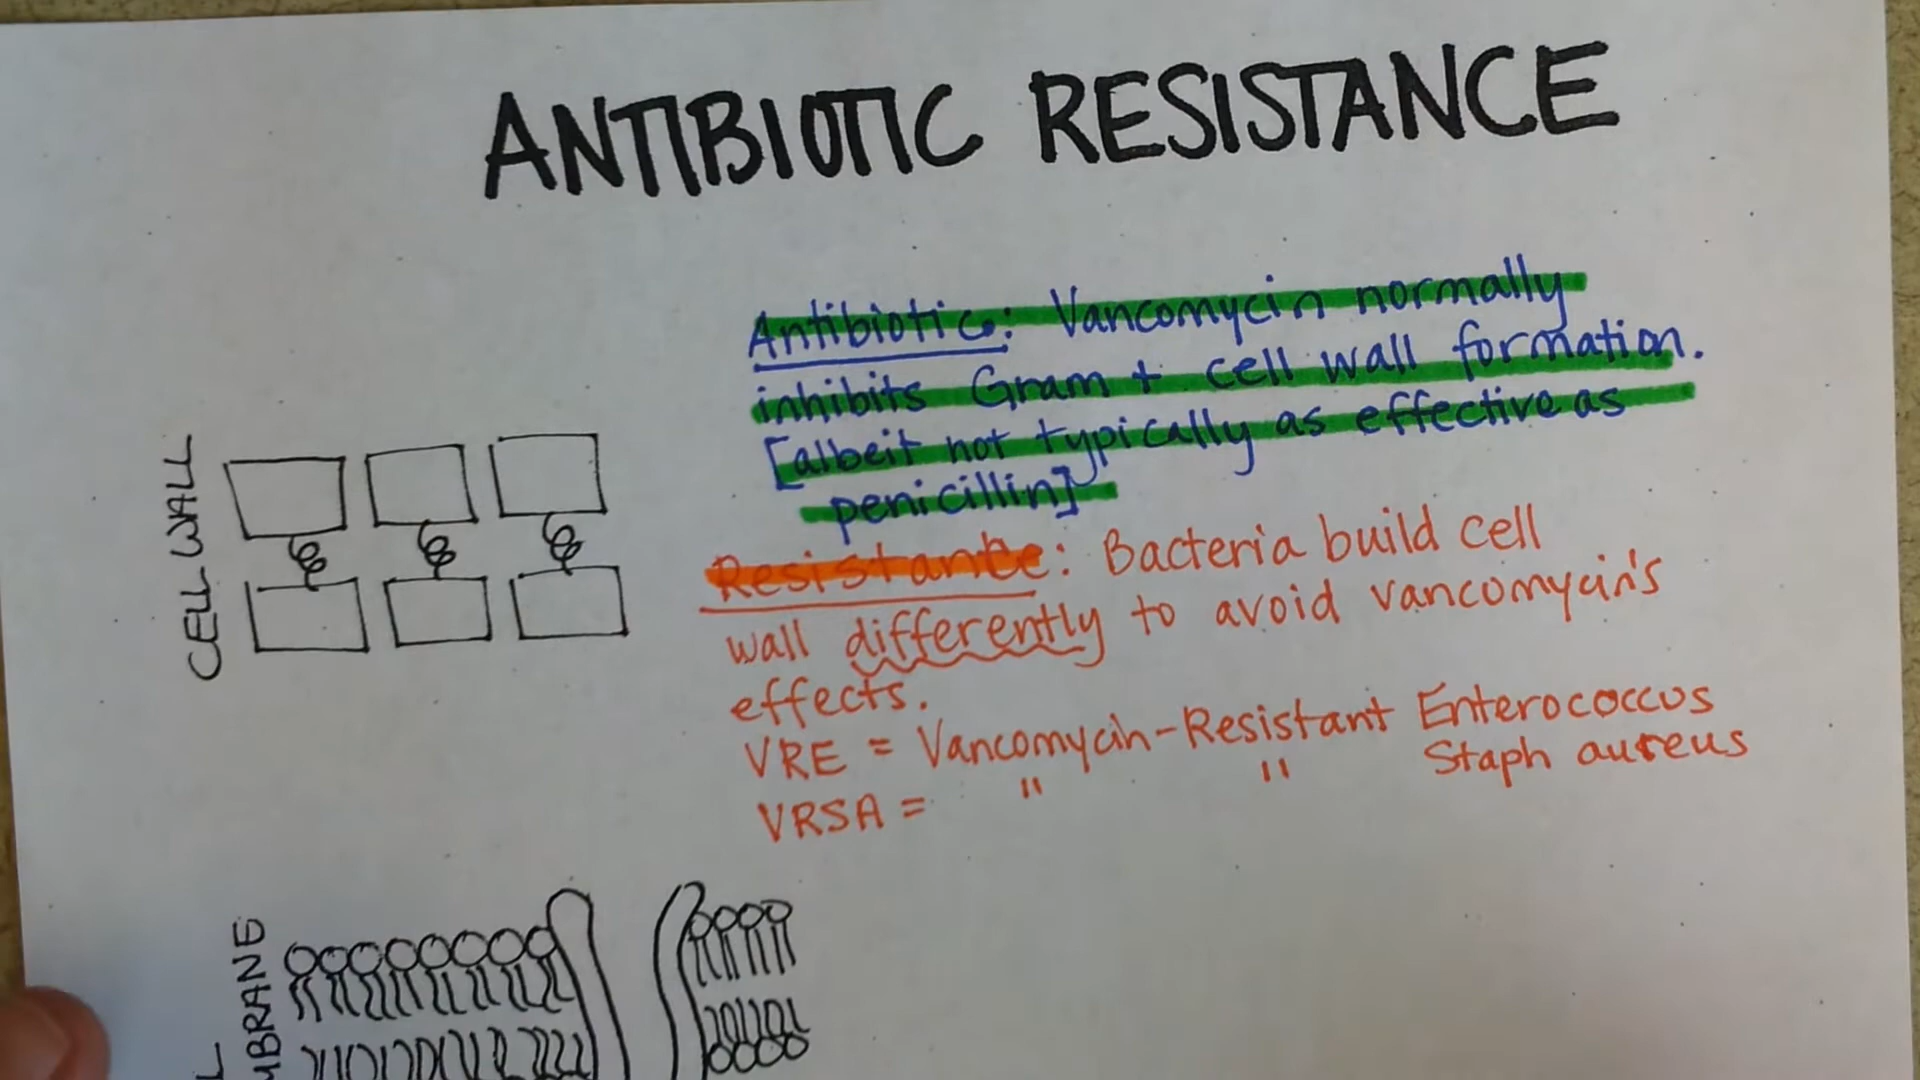 ANTIBIOTIC RESISTANCE
Antibiotic: Vancomycin normally
inhibits Gram + cell wall formation.
[albeit not typically as effective as
penicillin]
Resistance: Bacteria build cell
wall differently to avoid vancomycin's
effects.
VRE = Vancomycin-Resistant Enterococcus
VRSA = " " Staph aureus
CELL WALL